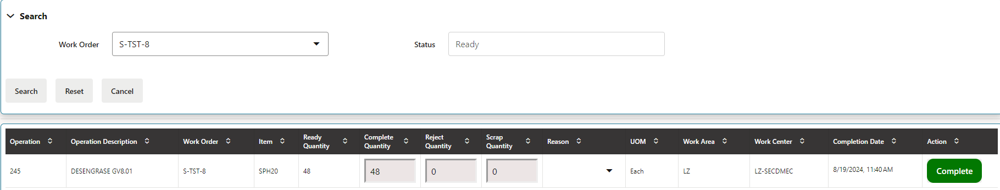 Search
Work Order S-TST-8 Status Ready
Search Reset Cancel
Operation Operation Description Work Order Item Ready Quantity Complete Quantity Reject Quantity Scrap Quantity Reason UOM Work Area Work Center Completion Date Action
245 DESENGRASE GV8.01 S-TST-8 SPH20 48 48 0 0 Each LZ LZ-SECDMEC 8/19/2024, 11:40 AM Complete